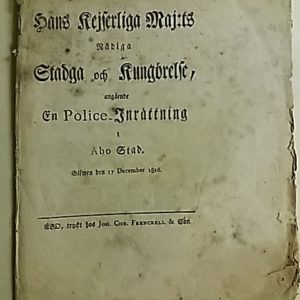 Hans Kejserliga Maj:ts
Nådiga
Stadga och Kungörelse,
angående
En Police-Inrättning
i
Åbo Stad.
Gifwen den 17 December 1816.
ÅBO, tryckt hos Joh. Chr. Frenckell & Son.